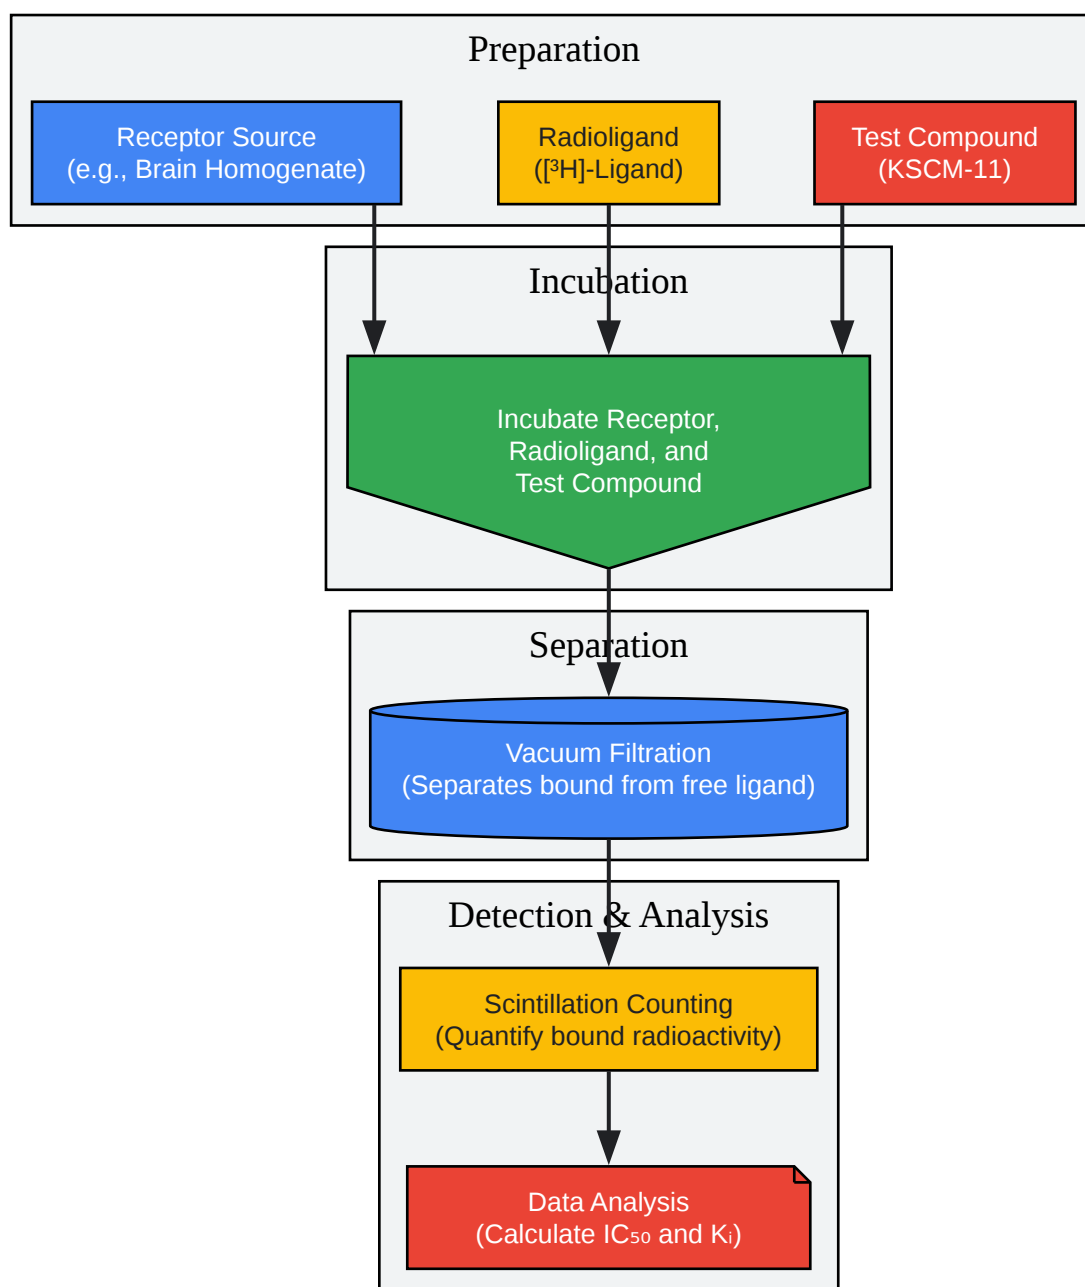 Preparation
Receptor Source
(e.g., Brain Homogenate)
Radioligand
([³H]-Ligand)
Test Compound
(KSCM-11)
Incubation
Incubate Receptor,
Radioligand, and
Test Compound
Separation
Vacuum Filtration
(Separates bound from free ligand)
Detection & Analysis
Scintillation Counting
(Quantify bound radioactivity)
Data Analysis
(Calculate IC₅₀ and Kᵢ)